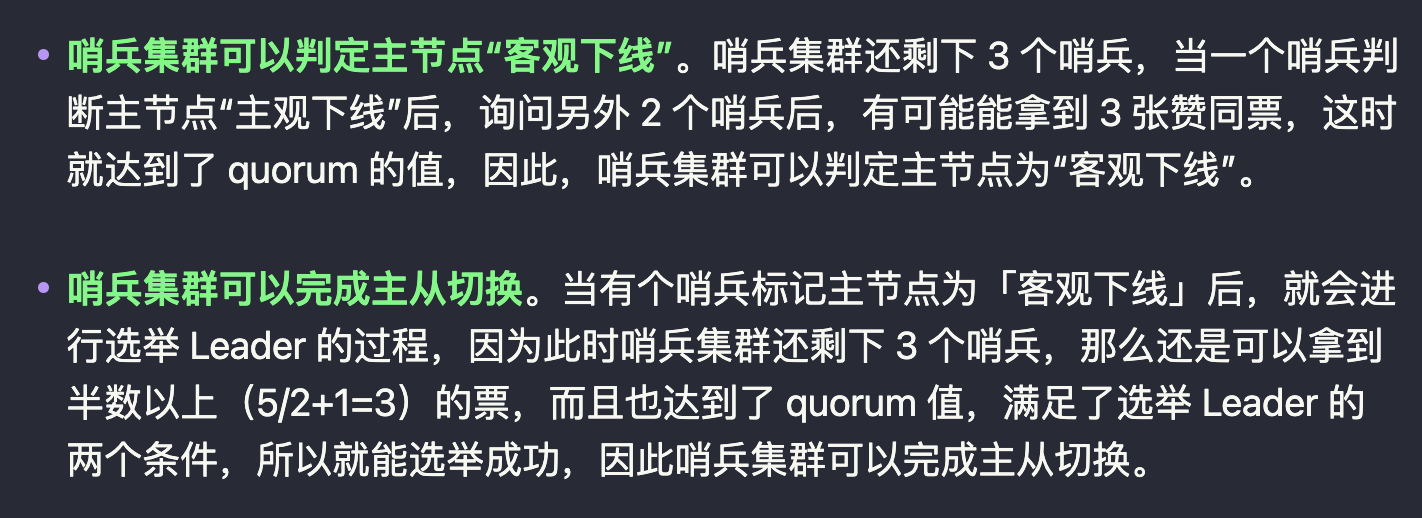 • 哨兵集群可以判定主节点“客观下线”。哨兵集群还剩下 3 个哨兵，当一个哨兵判
断主节点“主观下线”后，询问另外 2 个哨兵后，有可能能拿到 3 张赞同票，这时
就达到了 quorum 的值，因此，哨兵集群可以判定主节点为“客观下线”。
• 哨兵集群可以完成主从切换。当有个哨兵标记主节点为「客观下线」后，就会进
行选举 Leader 的过程，因为此时哨兵集群还剩下 3 个哨兵，那么还是可以拿到
半数以上（5/2+1=3）的票，而且也达到了 quorum 值，满足了选举 Leader 的
两个条件，所以就能选举成功，因此哨兵集群可以完成主从切换。